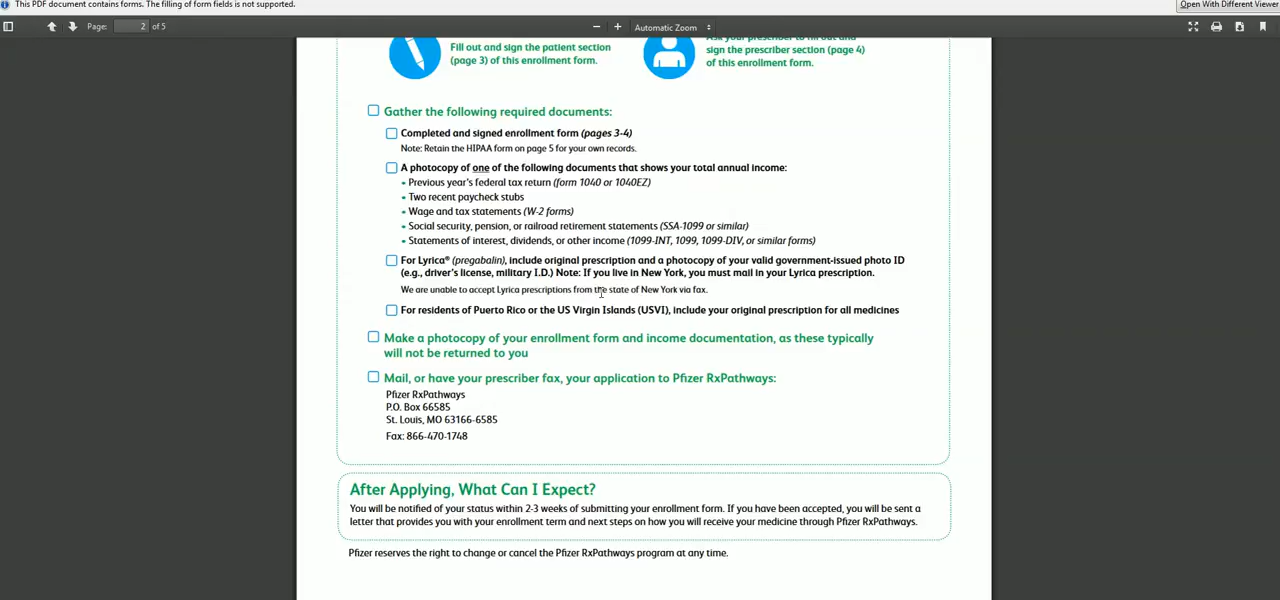 This PDF document contains forms. The filling of form fields is not supported.
Open With Different Viewer
Page: 2 of 5
Automatic Zoom
Fill out and sign the patient section
(page 3) of this enrollment form.
Ask your prescriber to fill out and
sign the prescriber section (page 4)
of this enrollment form.
Gather the following required documents:
Completed and signed enrollment form (pages 3-4)
Note: Retain the HIPAA form on page 5 for your own records.
A photocopy of one of the following documents that shows your total annual income:
• Previous year's federal tax return (form 1040 or 1040EZ)
• Two recent paycheck stubs
• Wage and tax statements (W-2 forms)
• Social security, pension, or railroad retirement statements (SSA-1099 or similar)
• Statements of interest, dividends, or other income (1099-INT, 1099, 1099-DIV, or similar forms)
For Lyrica® (pregabalin), include original prescription and a photocopy of your valid government-issued photo ID
(e.g., driver's license, military I.D.) Note: If you live in New York, you must mail in your Lyrica prescription.
We are unable to accept Lyrica prescriptions from the state of New York via fax.
For residents of Puerto Rico or the US Virgin Islands (USVI), include your original prescription for all medicines
Make a photocopy of your enrollment form and income documentation, as these typically
will not be returned to you
Mail, or have your prescriber fax, your application to Pfizer RxPathways:
Pfizer RxPathways
P.O. Box 66585
St. Louis, MO 63166-6585
Fax: 866-470-1748
After Applying, What Can I Expect?
You will be notified of your status within 2-3 weeks of submitting your enrollment form. If you have been accepted, you will be sent a
letter that provides you with your enrollment term and next steps on how you will receive your medicine through Pfizer RxPathways.
Pfizer reserves the right to change or cancel the Pfizer RxPathways program at any time.